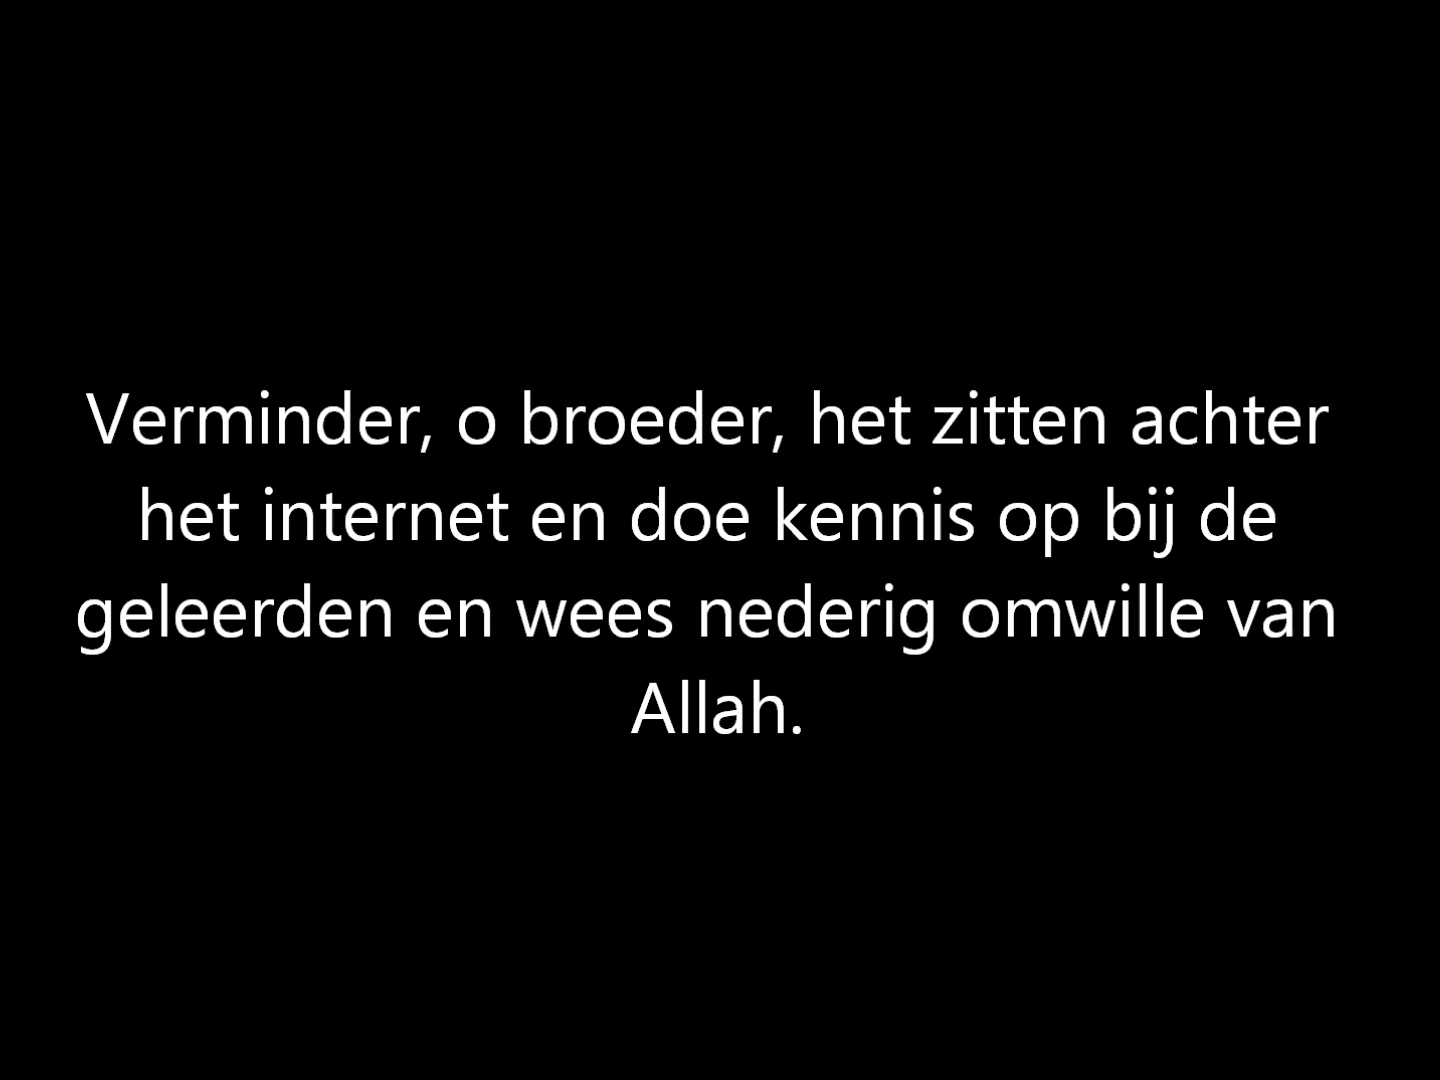 Verminder, o broeder, het zitten achter
het internet en doe kennis op bij de
geleerden en wees nederig omwille van
Allah.